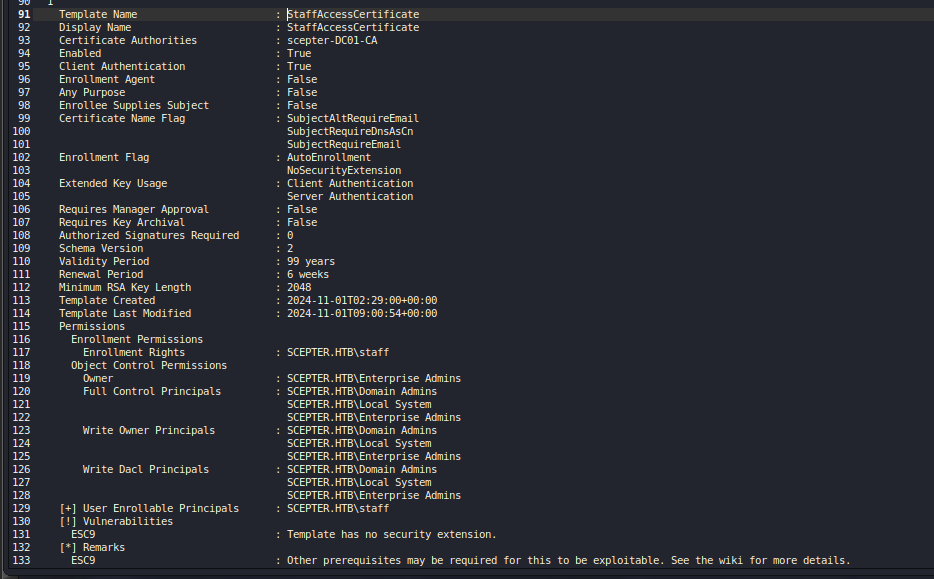 90 1
91 Template Name : StaffAccessCertificate
92 Display Name : StaffAccessCertificate
93 Certificate Authorities : scepter-DC01-CA
94 Enabled : True
95 Client Authentication : True
96 Enrollment Agent : False
97 Any Purpose : False
98 Enrollee Supplies Subject : False
99 Certificate Name Flag : SubjectAltRequireEmail
100 SubjectRequireDnsAsCn
101 SubjectRequireEmail
102 Enrollment Flag : AutoEnrollment
103 NoSecurityExtension
104 Extended Key Usage : Client Authentication
105 Server Authentication
106 Requires Manager Approval : False
107 Requires Key Archival : False
108 Authorized Signatures Required : 0
109 Schema Version : 2
110 Validity Period : 99 years
111 Renewal Period : 6 weeks
112 Minimum RSA Key Length : 2048
113 Template Created : 2024-11-01T02:29:00+00:00
114 Template Last Modified : 2024-11-01T09:00:54+00:00
115 Permissions
116 Enrollment Permissions
117 Enrollment Rights : SCEPTER.HTB\staff
118 Object Control Permissions
119 Owner : SCEPTER.HTB\Enterprise Admins
120 Full Control Principals : SCEPTER.HTB\Domain Admins
121 SCEPTER.HTB\Local System
122 SCEPTER.HTB\Enterprise Admins
123 Write Owner Principals : SCEPTER.HTB\Domain Admins
124 SCEPTER.HTB\Local System
125 SCEPTER.HTB\Enterprise Admins
126 Write Dacl Principals : SCEPTER.HTB\Domain Admins
127 SCEPTER.HTB\Local System
128 SCEPTER.HTB\Enterprise Admins
129 [+] User Enrollable Principals : SCEPTER.HTB\staff
130 [!] Vulnerabilities
131 ESC9 : Template has no security extension.
132 [*] Remarks
133 ESC9 : Other prerequisites may be required for this to be exploitable. See the wiki for more details.